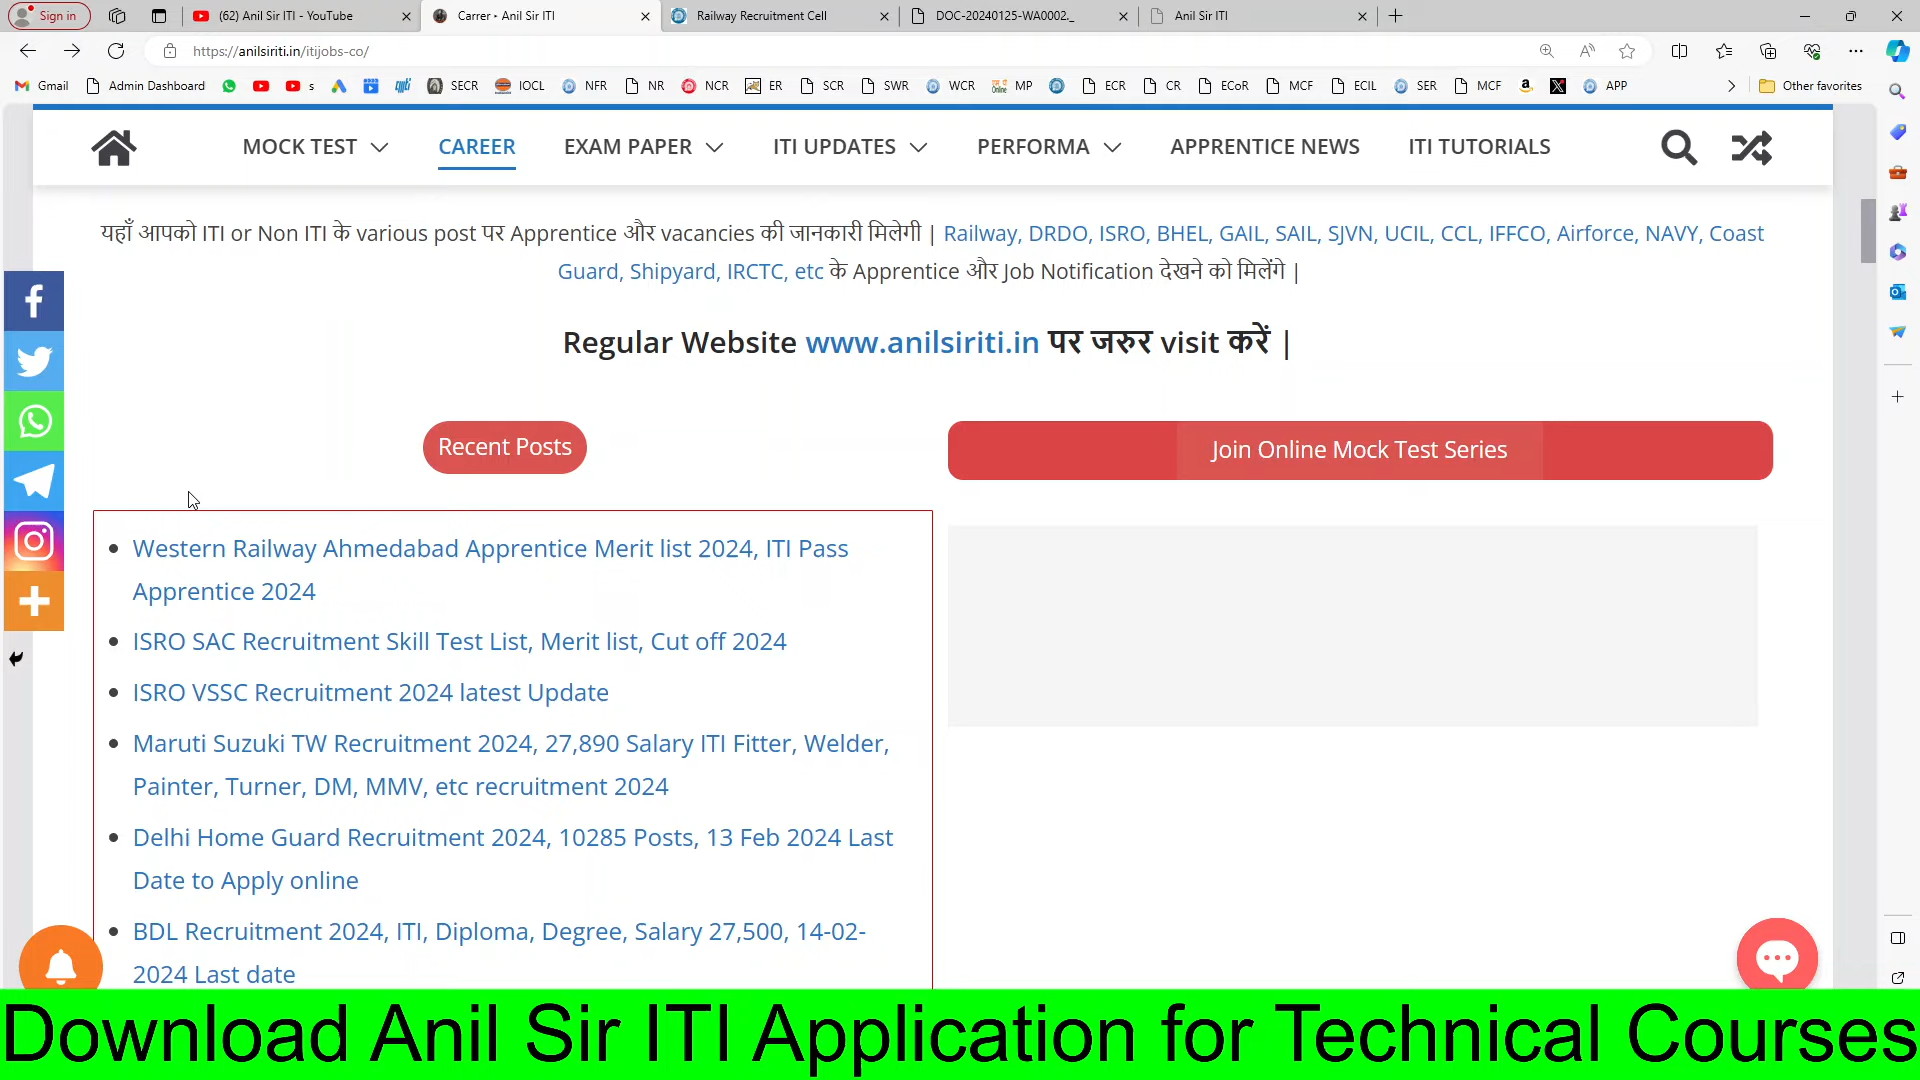 Sign in
(62) Anil Sir ITI - YouTube
Carrer • Anil Sir ITI
Railway Recruitment Cell
DOC-20240125-WA0002._
Anil Sir ITI
https://anilsiriti.in/itijobs-co/
Gmail
Admin Dashboard
s
SECR
IOCL
NFR
NR
NCR
ER
SCR
SWR
WCR
MP
ECR
CR
ECoR
MCF
ECIL
SER
MCF
APP
Other favorites
MOCK TEST
CAREER
EXAM PAPER
ITI UPDATES
PERFORMA
APPRENTICE NEWS
ITI TUTORIALS
यहाँ आपको ITI or Non ITI के various post पर Apprentice और vacancies की जानकारी मिलेगी | Railway, DRDO, ISRO, BHEL, GAIL, SAIL, SJVN, UCIL, CCL, IFFCO, Airforce, NAVY, Coast
Guard, Shipyard, IRCTC, etc के Apprentice और Job Notification देखने को मिलेंगे |
Regular Website www.anilsiriti.in पर जरुर visit करें |
Recent Posts
Join Online Mock Test Series
Western Railway Ahmedabad Apprentice Merit list 2024, ITI Pass
Apprentice 2024
ISRO SAC Recruitment Skill Test List, Merit list, Cut off 2024
ISRO VSSC Recruitment 2024 latest Update
Maruti Suzuki TW Recruitment 2024, 27,890 Salary ITI Fitter, Welder,
Painter, Turner, DM, MMV, etc recruitment 2024
Delhi Home Guard Recruitment 2024, 10285 Posts, 13 Feb 2024 Last
Date to Apply online
BDL Recruitment 2024, ITI, Diploma, Degree, Salary 27,500, 14-02-
2024 Last date
Download Anil Sir ITI Application for Technical Courses